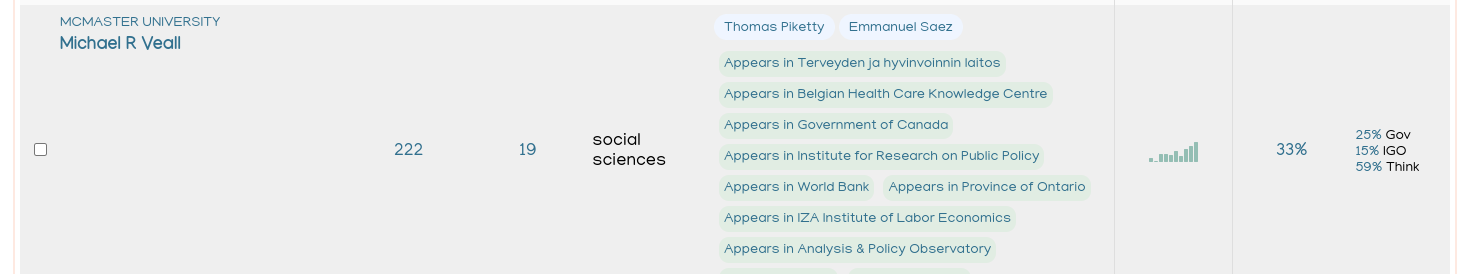 MCMASTER UNIVERSITY
Michael R Veall
222
19
social
sciences
Thomas Piketty Emmanuel Saez
Appears in Terveyden ja hyvinvoinnin laitos
Appears in Belgian Health Care Knowledge Centre
Appears in Government of Canada
Appears in Institute for Research on Public Policy
Appears in World Bank Appears in Province of Ontario
Appears in IZA Institute of Labor Economics
Appears in Analysis & Policy Observatory
33%
25% Gov
15% IGO
59% Think